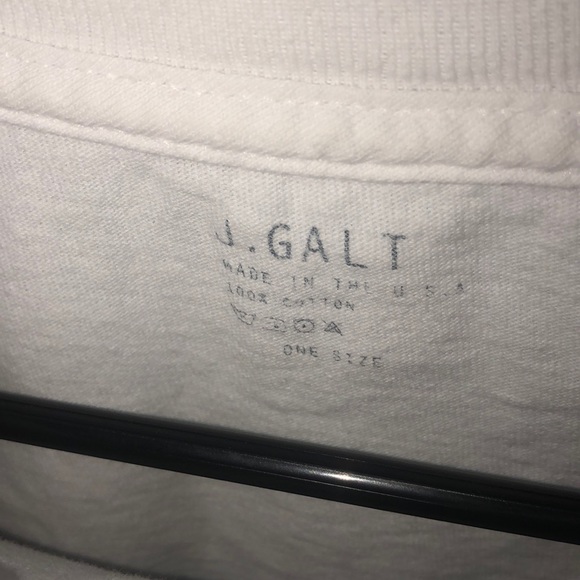 J.GALT
MADE IN THE U.S.A
100% COTTON
ONE SIZE